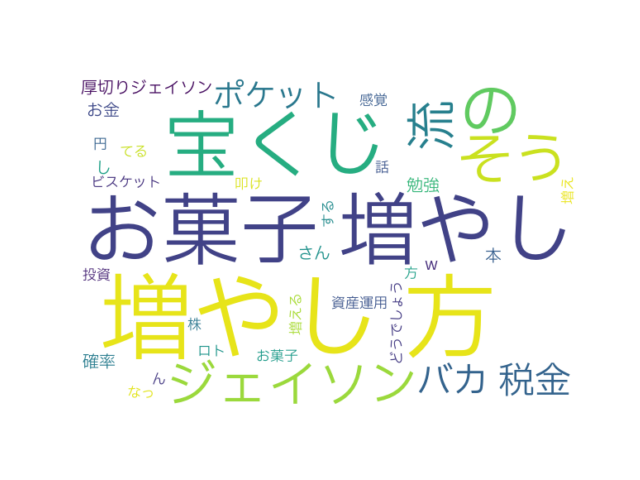 厚切りジェイソン
ポケット
感覚
流
の
お金
宝くじ
そう
円
てる
話
し
ビスケット
叩け
勉強
増え
お菓子
増やし
する
さん
w
本
投資
方
増やし
方
増える
資産運用
どうでしょう
株
ロト
お菓子
確率
ん
なっ
ジェイソン
バカ
税金